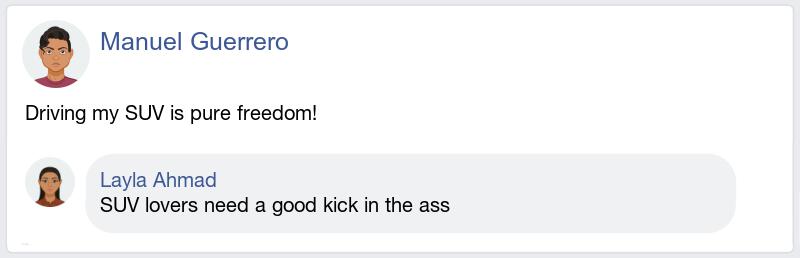 Manuel Guerrero
Driving my SUV is pure freedom!
Layla Ahmad
SUV lovers need a good kick in the ass